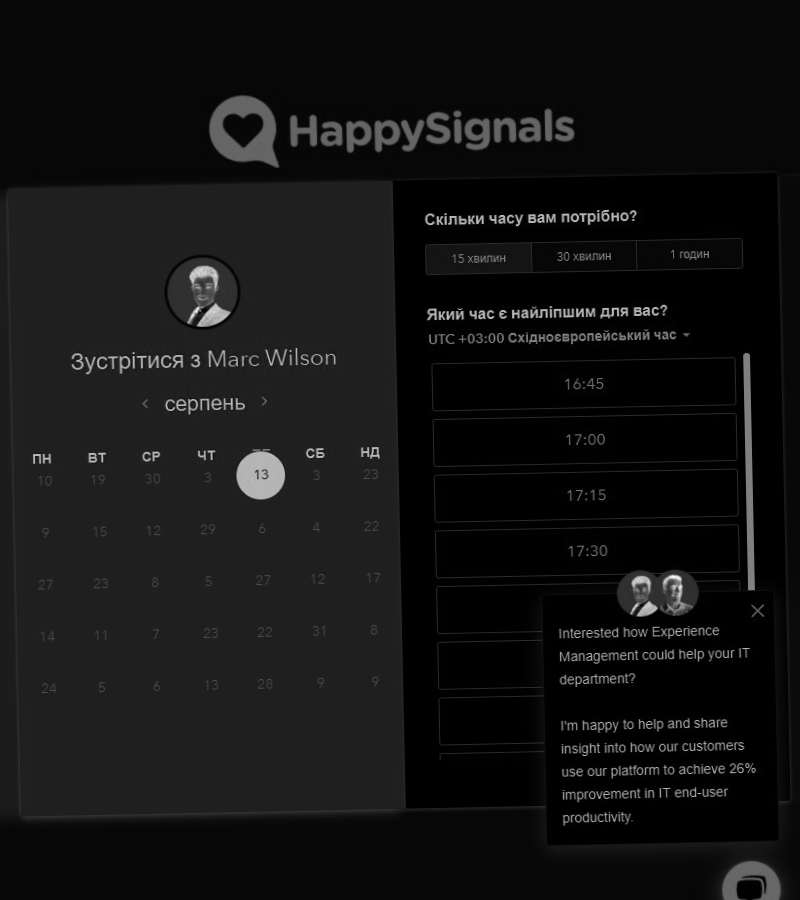 HappySignals
Зустрітися з Marc Wilson
серпень
ПН ВТ СР ЧТ СБ НД
10 19 30 3 13 3 23
9 15 12 29 6 4 22
27 23 8 5 27 12 17
14 11 7 23 22 31 8
24 5 6 13 28 9 9
Скільки часу вам потрібно?
15 хвилин 30 хвилин 1 годин
Який час є найліпшим для вас?
UTC +03:00 Східноєвропейський час
16:45
17:00
17:15
17:30
Interested how Experience
Management could help your IT
department?
I'm happy to help and share
insight into how our customers
use our platform to achieve 26%
improvement in IT end-user
productivity.